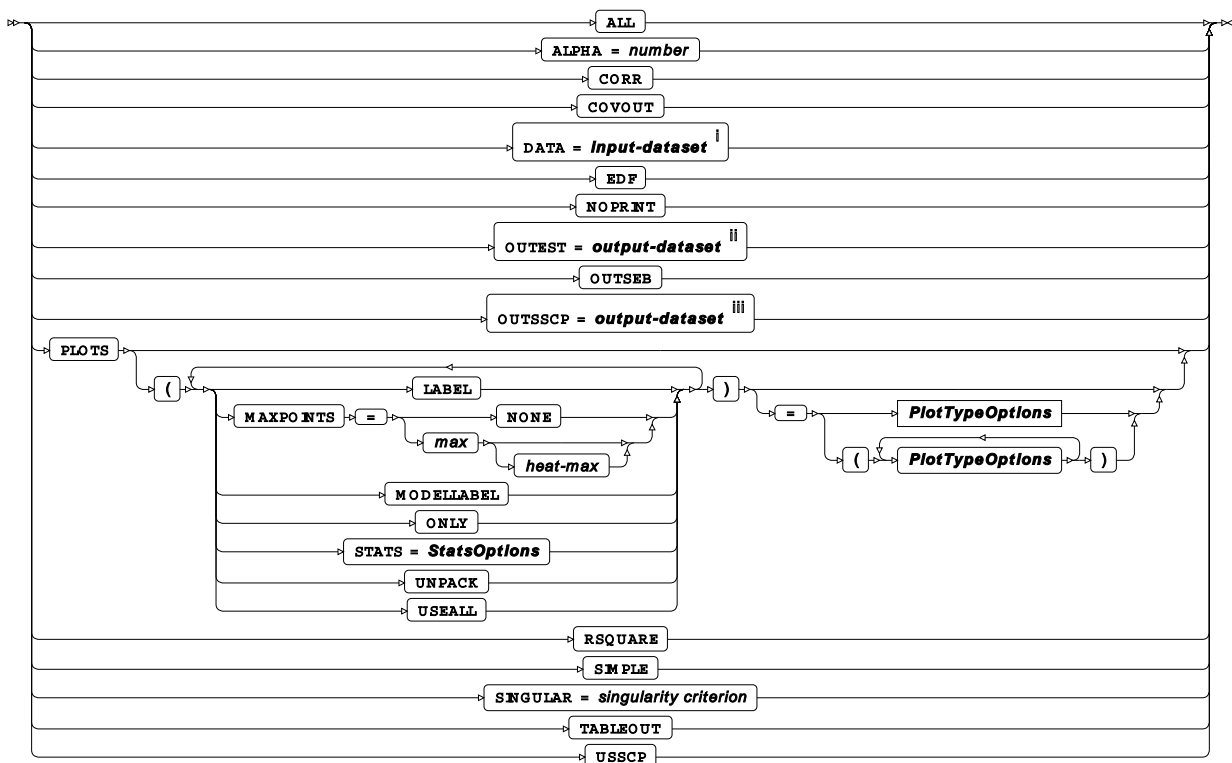 ALL
ALPHA = number
CORR
COVOUT
DATA = Input-dataset i
EDF
NOPRINT
OUTEST = output-dataset ii
OUTSEB
OUTSSCP = output-dataset iii
PLOTS
( LABEL )
MAXPOINTS = NONE = PlotTypeOptions
max
heat-max ( PlotTypeOptions )
MODELLABEL
ONLY
STATS = StatsOptions
UNPACK
USEALL
RSQUARE
SIMPLE
SINGULAR = singularity criterion
TABLEOUT
USSCP